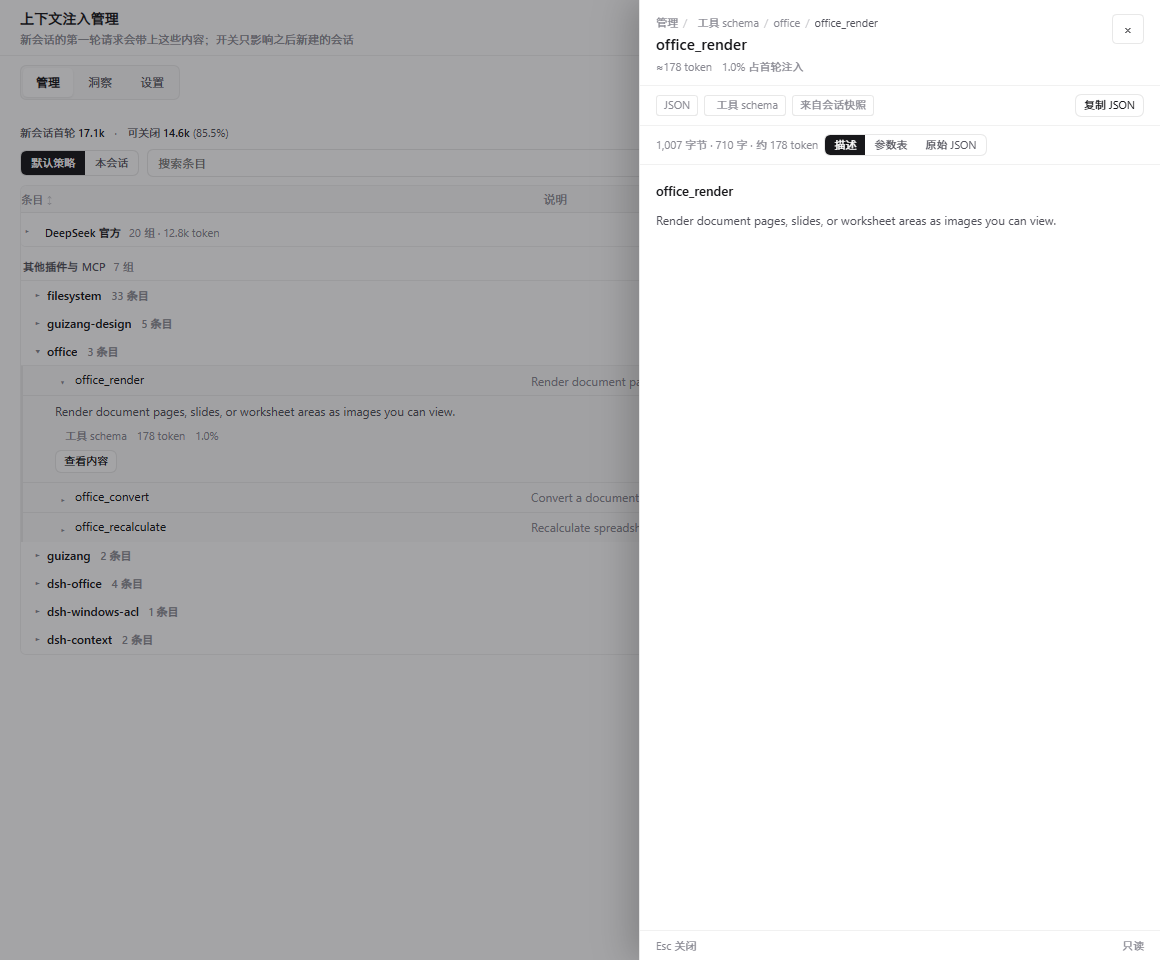 上下文注入管理
新会话的第一轮请求会带上这些内容；开关只影响之后新建的会话
管理 洞察 设置
新会话首轮 17.1k · 可关闭 14.6k (85.5%)
默认策略 本会话 搜索条目
条目 说明
DeepSeek 官方 20 组 · 12.8k token
其他插件与 MCP 7 组
filesystem 33 条目
guizang-design 5 条目
office 3 条目
office_render Render document pa
Render document pages, slides, or worksheet areas as images you can view.
工具 schema 178 token 1.0%
查看内容
office_convert Convert a document
office_recalculate Recalculate spreadsh
guizang 2 条目
dsh-office 4 条目
dsh-windows-acl 1 条目
dsh-context 2 条目
管理 / 工具 schema / office / office_render
×
office_render
≈178 token 1.0% 占首轮注入
JSON 工具 schema 来自会话快照 复制 JSON
1,007 字节 · 710 字 · 约 178 token 描述 参数表 原始 JSON
office_render
Render document pages, slides, or worksheet areas as images you can view.
Esc 关闭 只读